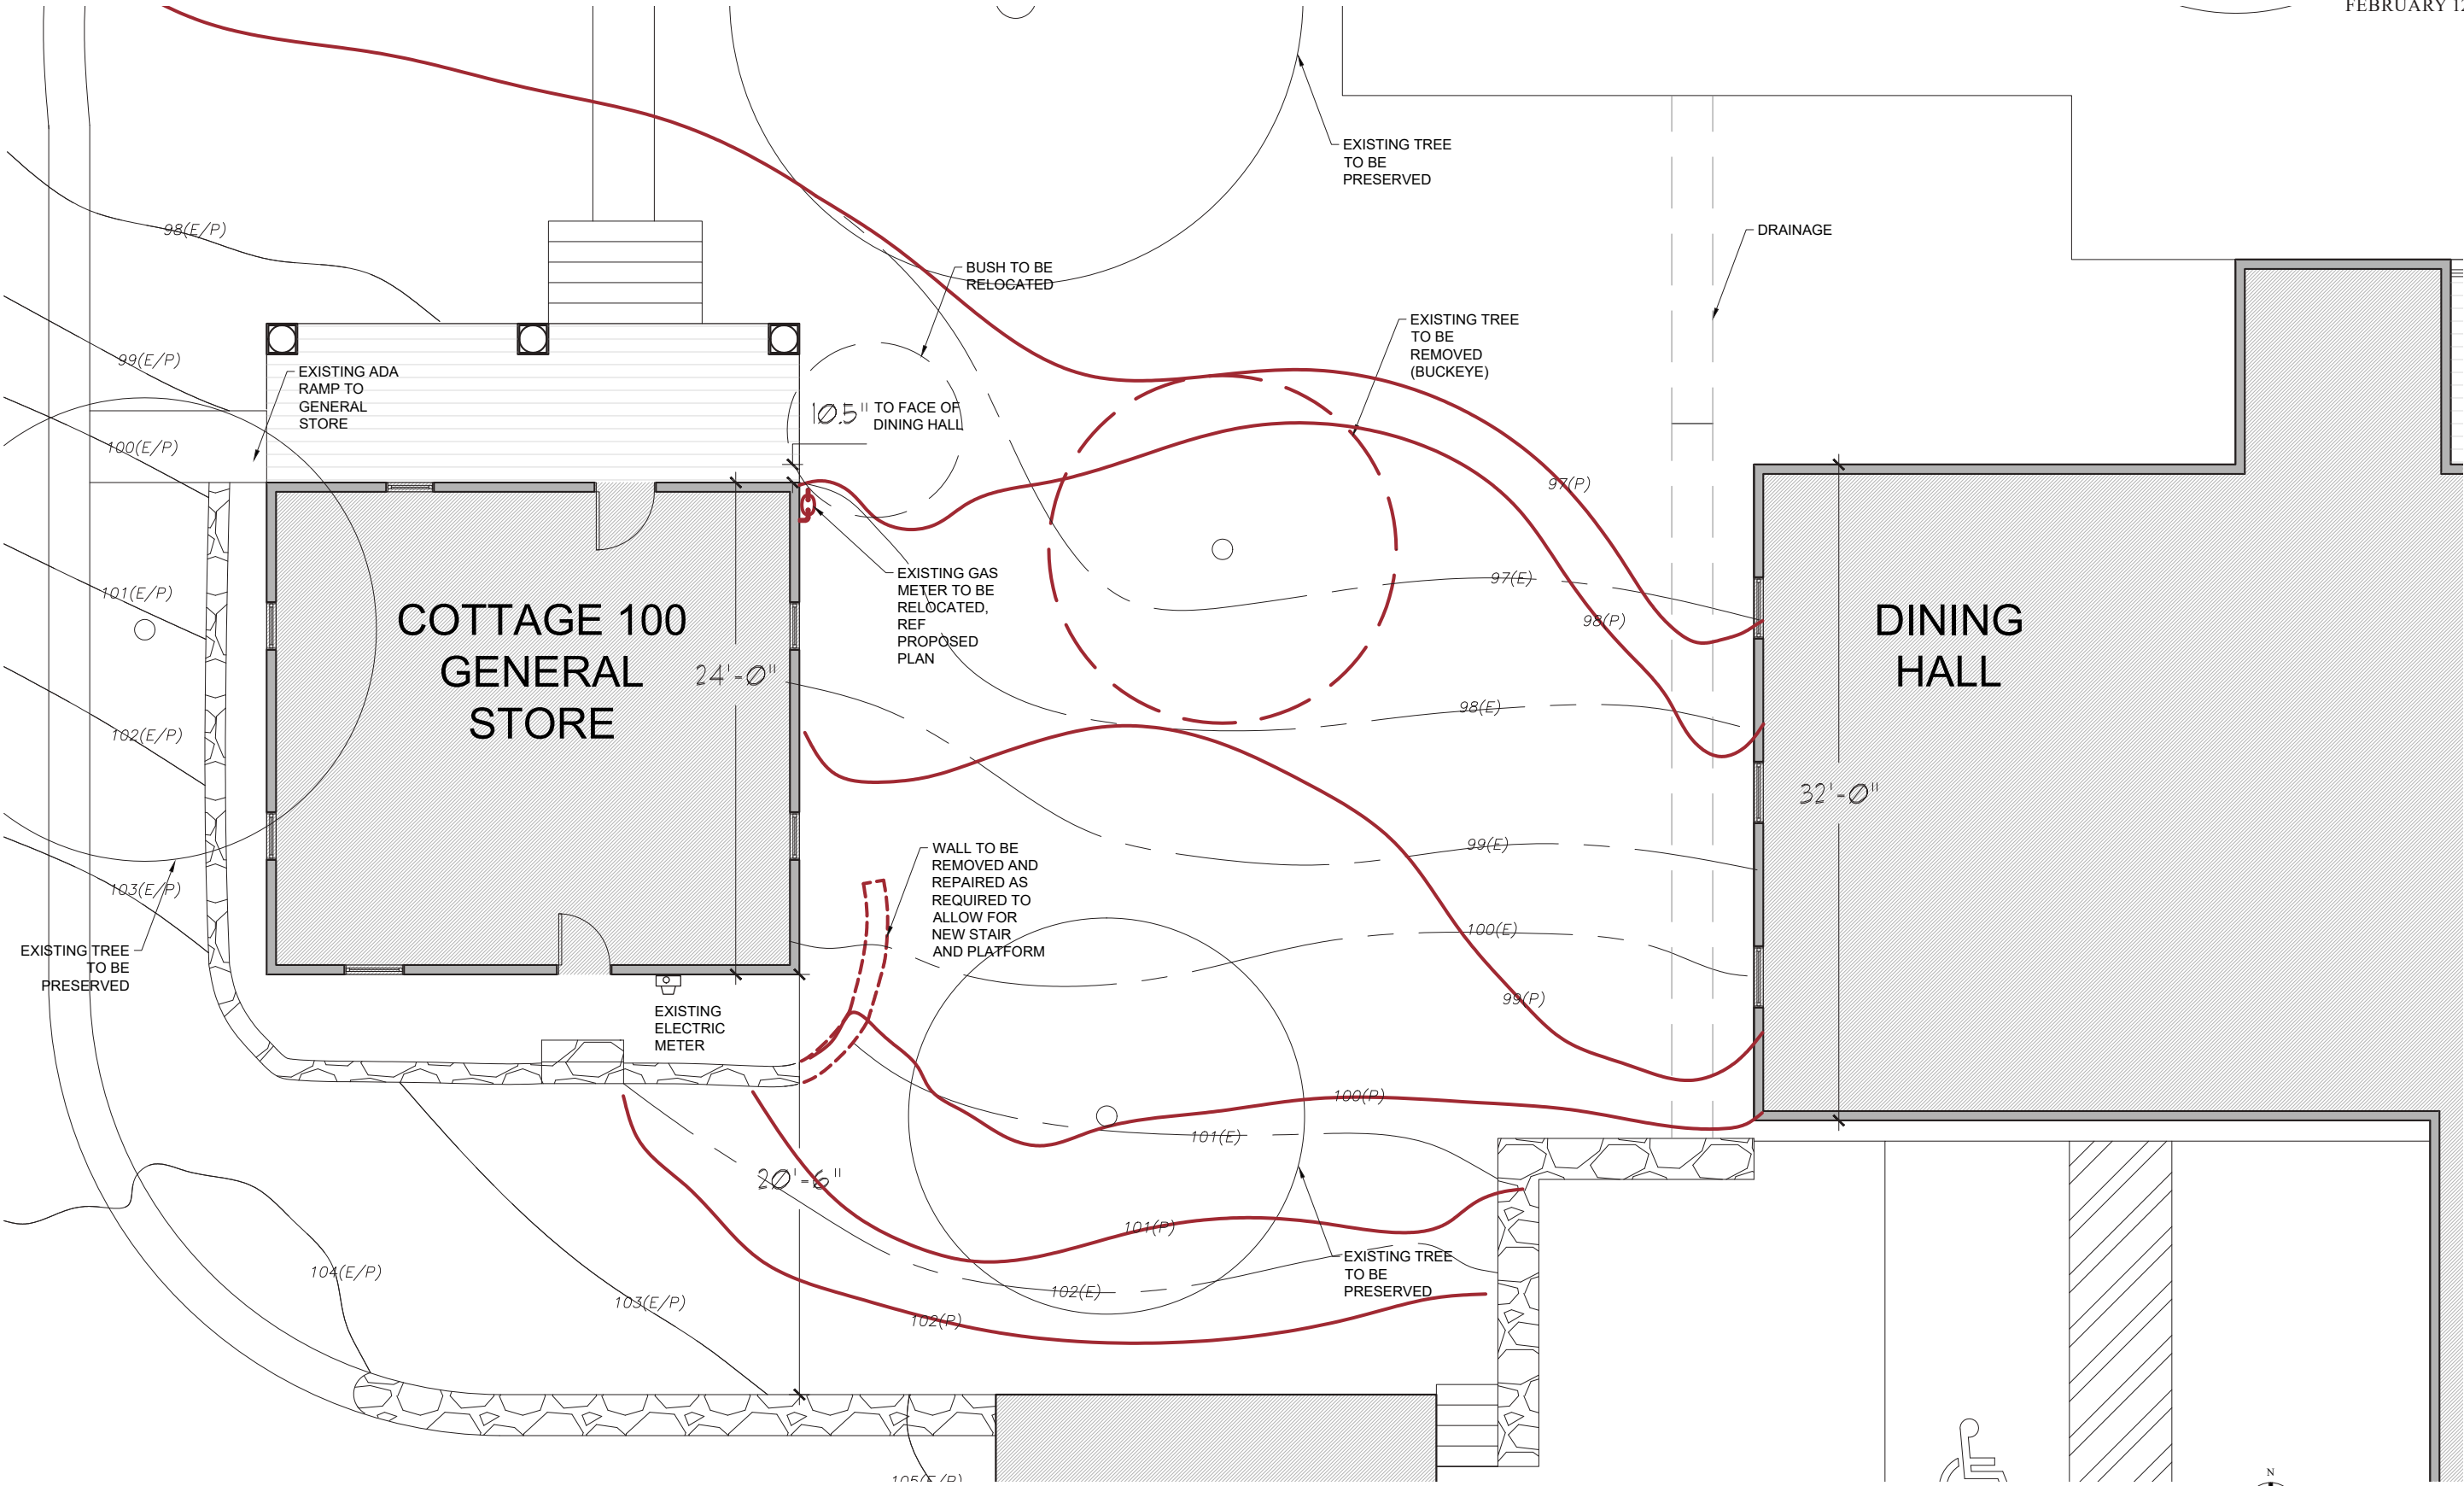 FEBRUARY 12
EXISTING TREE
TO BE
PRESERVED
98(E/P)
DRAINAGE
BUSH TO BE
RELOCATED
EXISTING TREE
TO BE
REMOVED
(BUCKEYE)
99(E/P)
EXISTING ADA
RAMP TO
GENERAL
STORE
10.5" TO FACE OF
DINING HALL
100(E/P)
97(P)
EXISTING GAS
METER TO BE
RELOCATED,
REF
PROPOSED
PLAN
97(E)
101(E/P)
COTTAGE 100
GENERAL
STORE
24'-0"
98(P)
DINING
HALL
98(E)
102(E/P)
32'-0"
WALL TO BE
REMOVED AND
REPAIRED AS
REQUIRED TO
ALLOW FOR
NEW STAIR
AND PLATFORM
99(E)
103(E/P)
100(E)
EXISTING TREE
TO BE
PRESERVED
99(P)
EXISTING
ELECTRIC
METER
100(P)
101(E)
20'-6"
101(P)
EXISTING TREE
TO BE
PRESERVED
104(E/P)
102(E)
103(E/P)
102(P)
105(E/P)
N